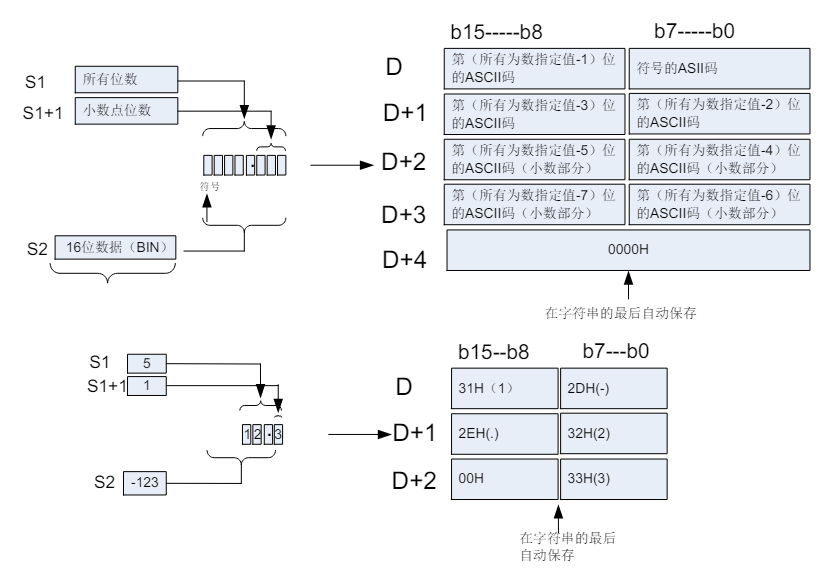 b15-----b8 b7-----b0
S1 所有位数
S1+1 小数点位数
符号
S2 16位数据（BIN）
D 第（所有为数指定值-1）位
的ASCII码
符号的ASII码
D+1 第（所有为数指定值-3）位
的ASCII码
第（所有为数指定值-2）位
的ASCII码
D+2 第（所有为数指定值-5）位
的ASCII码（小数部分）
第（所有为数指定值-4）位
的ASCII码（小数部分）
D+3 第（所有为数指定值-7）位
的ASCII码（小数部分）
第（所有为数指定值-6）位
的ASCII码（小数部分）
D+4 0000H
在字符串的最后自动保存
b15--b8 b7---b0
S1 5
S1+1 1
1 2 . 3
S2 -123
D 31H（1） 2DH(-)
D+1 2EH(.) 32H(2)
D+2 00H 33H(3)
在字符串的最后
自动保存